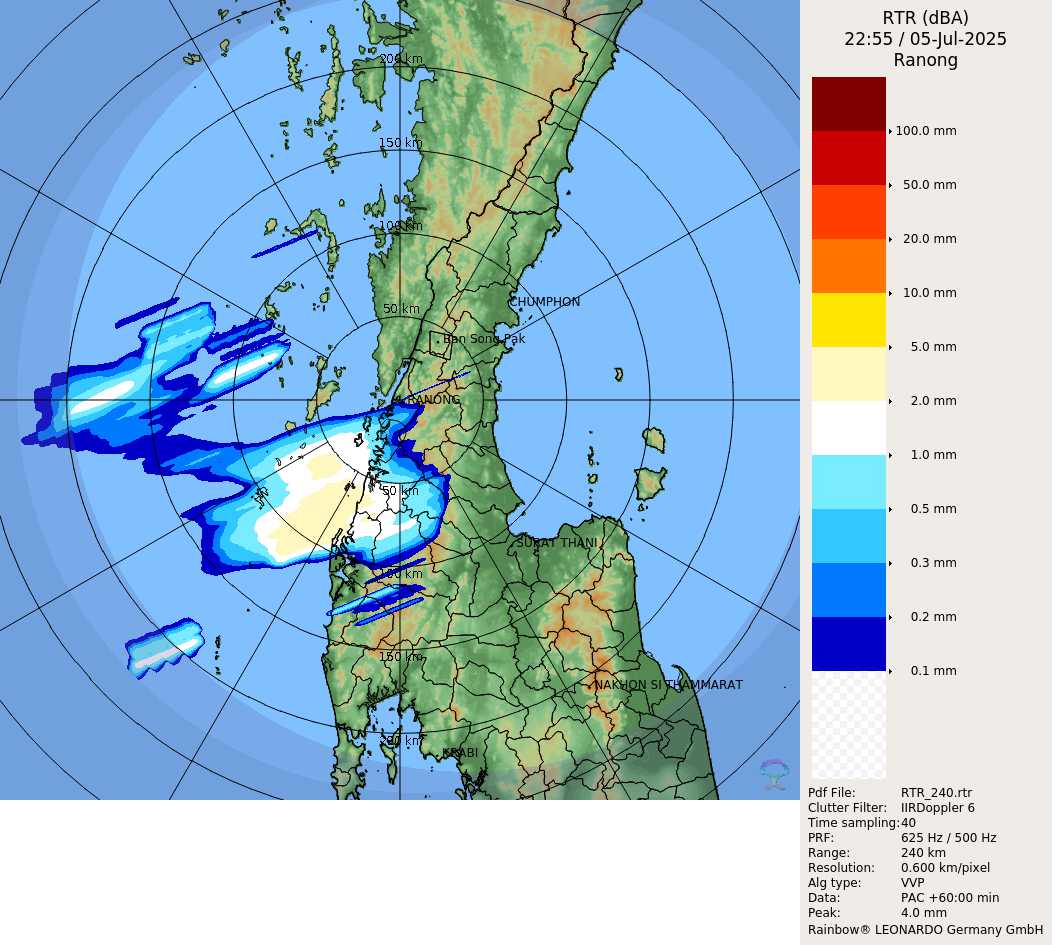 RTR (dBA)
22:55 / 05-Jul-2025
Ranong
100.0 mm
50.0 mm
20.0 mm
10.0 mm
5.0 mm
2.0 mm
1.0 mm
0.5 mm
0.3 mm
0.2 mm
0.1 mm
Pdf File: RTR_240.rtr
Clutter Filter: IIRDoppler 6
Time sampling: 40
PRF: 625 Hz / 500 Hz
Range: 240 km
Resolution: 0.600 km/pixel
Alg type: VVP
Data: PAC +60:00 min
Peak: 4.0 mm
Rainbow® LEONARDO Germany GmbH
200 km
150 km
100 km
CHUMPHON
50 km
Ban Song Pak
RANONG
50 km
SURAT THANI
100 km
150 km
NAKHON SI THAMMARAT
200 km
KRABI